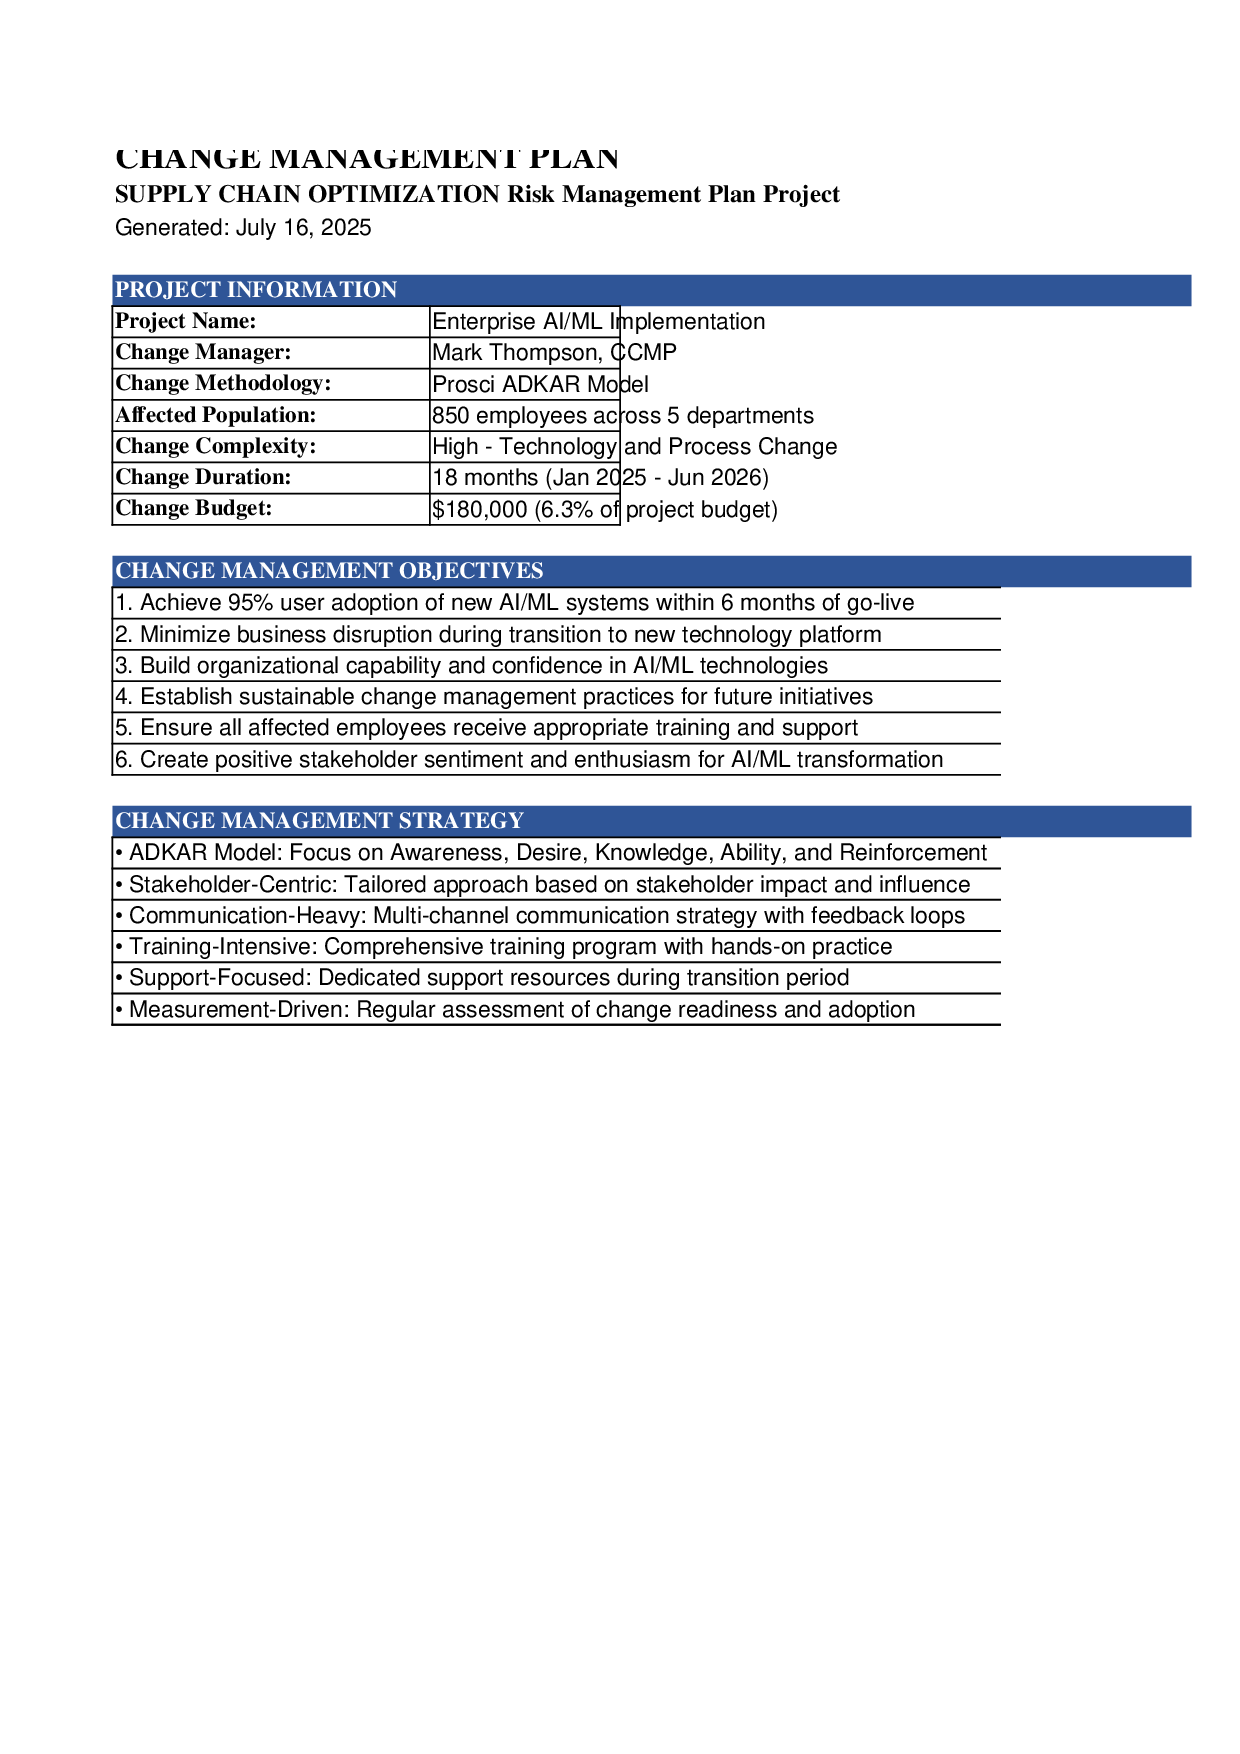 CHANGE MANAGEMENT PLAN
SUPPLY CHAIN OPTIMIZATION Risk Management Plan Project
Generated: July 16, 2025
PROJECT INFORMATION
Project Name: Enterprise AI/ML Implementation
Change Manager: Mark Thompson, CCMP
Change Methodology: Prosci ADKAR Model
Affected Population: 850 employees across 5 departments
Change Complexity: High - Technology and Process Change
Change Duration: 18 months (Jan 2025 - Jun 2026)
Change Budget: $180,000 (6.3% of project budget)
CHANGE MANAGEMENT OBJECTIVES
1. Achieve 95% user adoption of new AI/ML systems within 6 months of go-live
2. Minimize business disruption during transition to new technology platform
3. Build organizational capability and confidence in AI/ML technologies
4. Establish sustainable change management practices for future initiatives
5. Ensure all affected employees receive appropriate training and support
6. Create positive stakeholder sentiment and enthusiasm for AI/ML transformation
CHANGE MANAGEMENT STRATEGY
• ADKAR Model: Focus on Awareness, Desire, Knowledge, Ability, and Reinforcement
• Stakeholder-Centric: Tailored approach based on stakeholder impact and influence
• Communication-Heavy: Multi-channel communication strategy with feedback loops
• Training-Intensive: Comprehensive training program with hands-on practice
• Support-Focused: Dedicated support resources during transition period
• Measurement-Driven: Regular assessment of change readiness and adoption